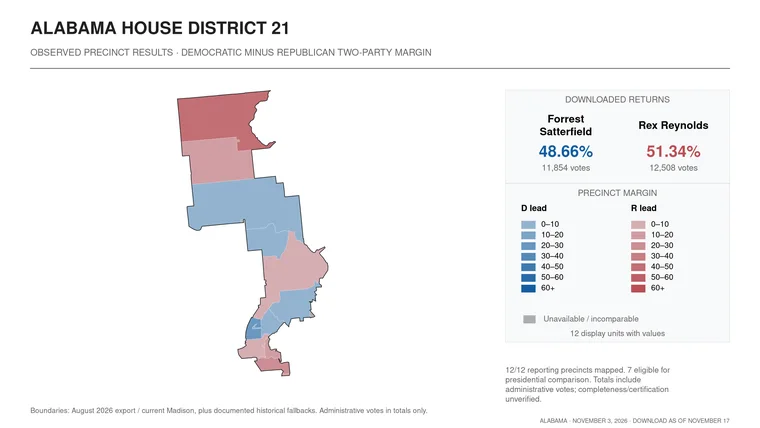 ALABAMA HOUSE DISTRICT 21
OBSERVED PRECINCT RESULTS · DEMOCRATIC MINUS REPUBLICAN TWO-PARTY MARGIN
DOWNLOADED RETURNS
Forrest Satterfield
48.66%
11,854 votes
Rex Reynolds
51.34%
12,508 votes
PRECINCT MARGIN
D lead
0–10
10–20
20–30
30–40
40–50
50–60
60+
R lead
0–10
10–20
20–30
30–40
40–50
50–60
60+
Unavailable / incomparable
12 display units with values
12/12 reporting precincts mapped. 7 eligible for
presidential comparison. Totals include
administrative votes; completeness/certification
unverified.
Boundaries: August 2026 export / current Madison, plus documented historical fallbacks. Administrative votes in totals only.
ALABAMA · NOVEMBER 3, 2026 · DOWNLOAD AS OF NOVEMBER 17